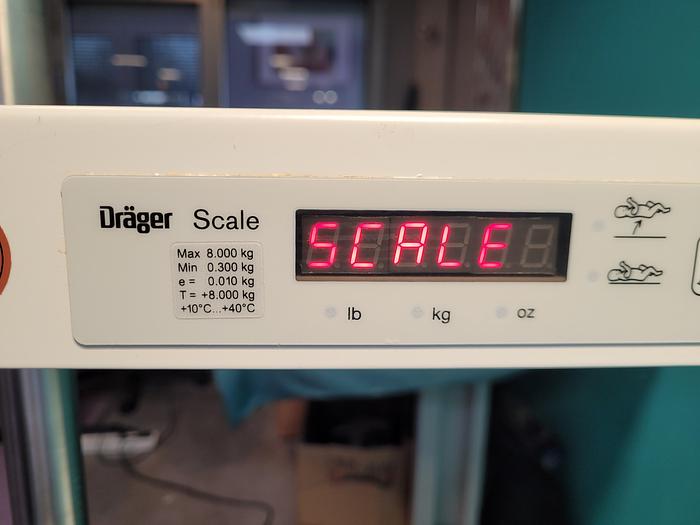 Dräger Scale
Max 8.000 kg
Min 0.300 kg
e = 0.010 kg
T = +8.000 kg
+10°C...+40°C
SCALE
lb kg oz